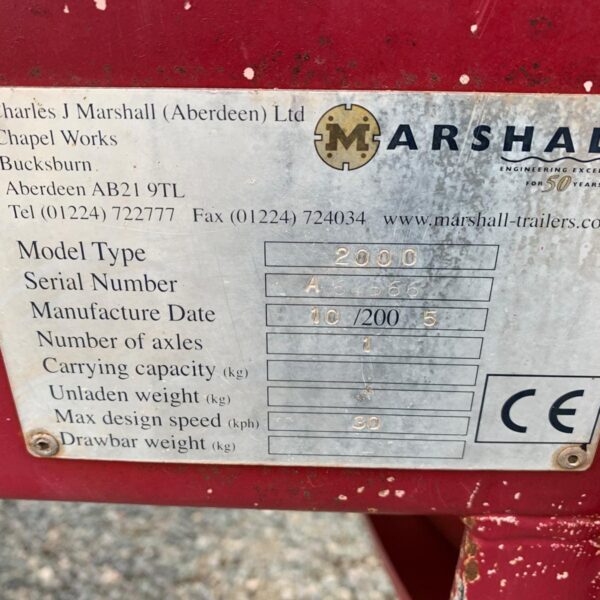 Charles J Marshall (Aberdeen) Ltd
Chapel Works
Bucksburn
Aberdeen AB21 9TL
Tel (01224) 722777 Fax (01224) 724034 www.marshall-trailers.co
MARSHAL
ENGINEERING EXCE
FOR 50 YEARS
Model Type 2000
Serial Number
Manufacture Date 10 /200 5
Number of axles 1
Carrying capacity (kg)
Unladen weight (kg)
Max design speed (kph) 30
Drawbar weight (kg)
CE